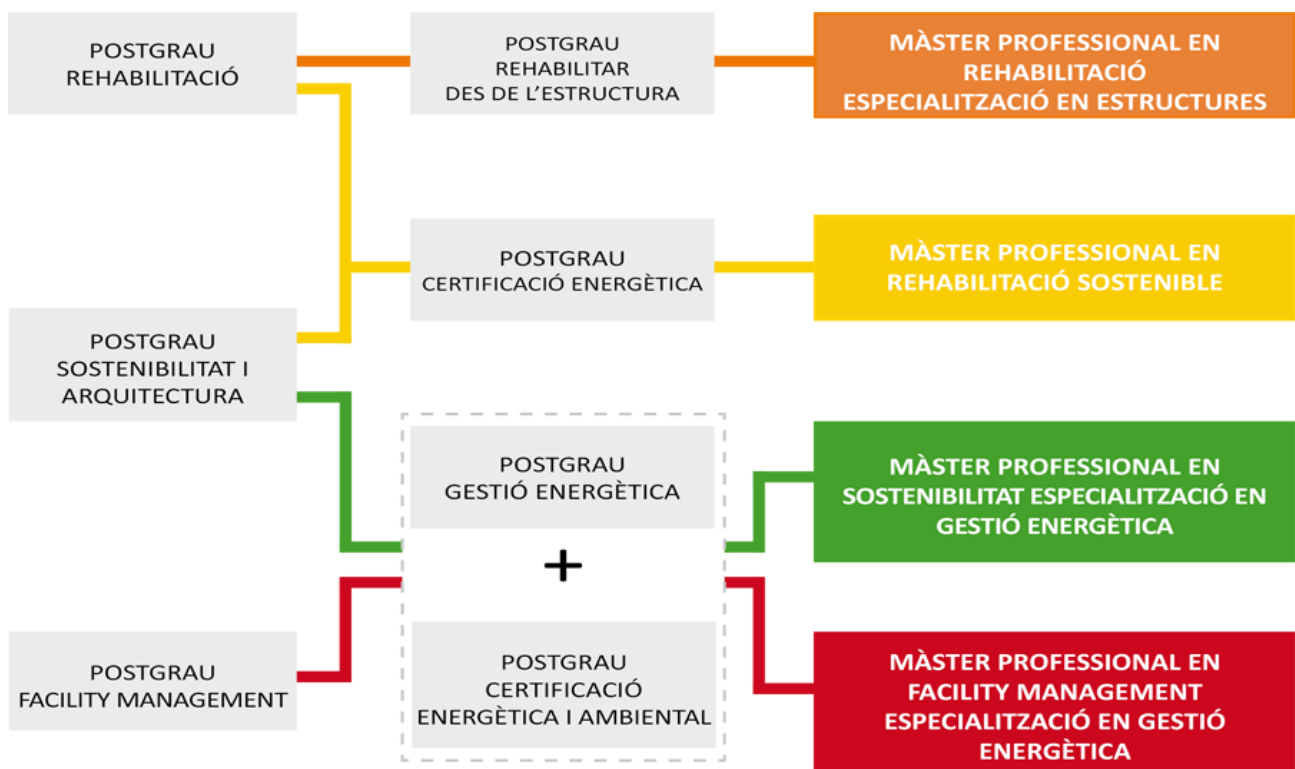 POSTGRAU
REHABILITACIÓ
POSTGRAU
REHABILITAR
DES DE L'ESTRUCTURA
MÀSTER PROFESSIONAL EN
REHABILITACIÓ
ESPECIALITZACIÓ EN ESTRUCTURES
POSTGRAU
CERTIFICACIÓ ENERGÈTICA
MÀSTER PROFESSIONAL EN
REHABILITACIÓ SOSTENIBLE
POSTGRAU
SOSTENIBILITAT I
ARQUITECTURA
POSTGRAU
GESTIÓ ENERGÈTICA
+
POSTGRAU
CERTIFICACIÓ
ENERGÈTICA I AMBIENTAL
MÀSTER PROFESSIONAL EN
SOSTENIBILITAT ESPECIALITZACIÓ EN
GESTIÓ ENERGÈTICA
POSTGRAU
FACILITY MANAGEMENT
MÀSTER PROFESSIONAL EN
FACILITY MANAGEMENT
ESPECIALITZACIÓ EN GESTIÓ
ENERGÈTICA